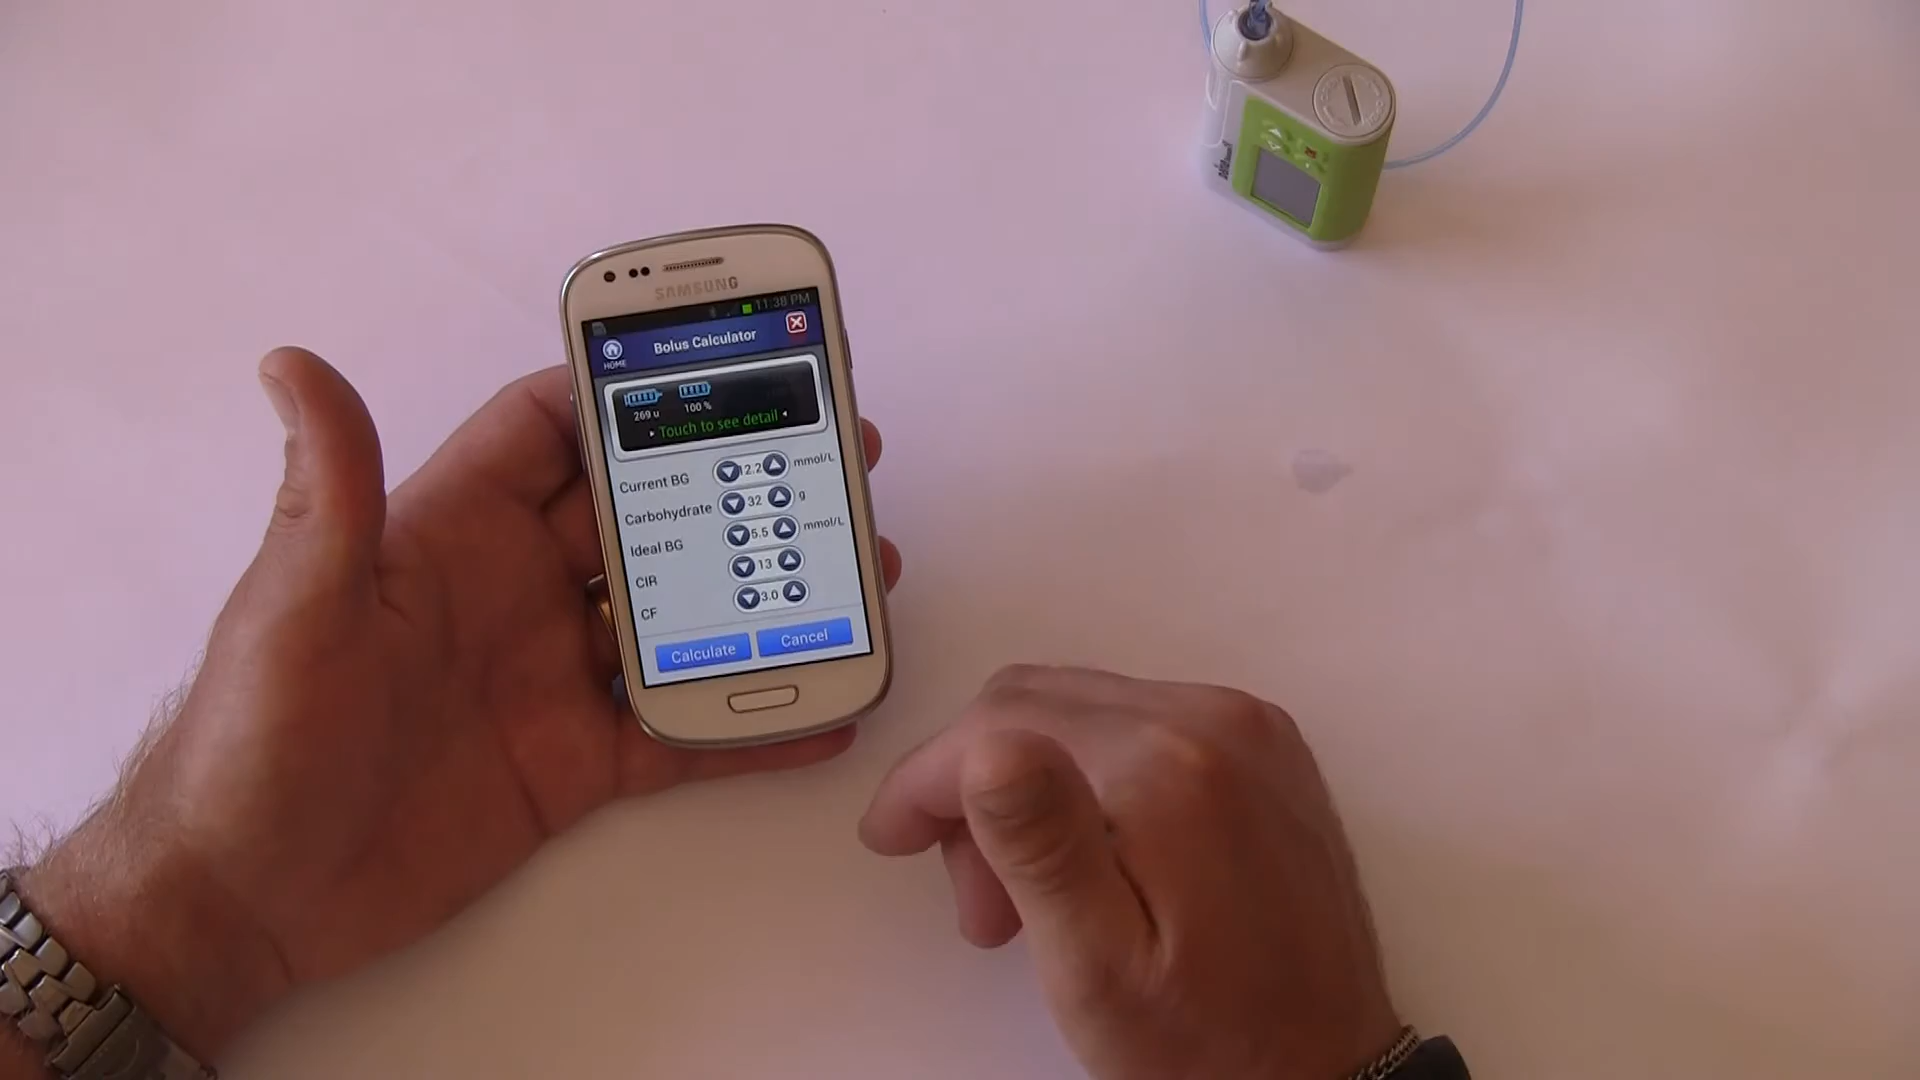 SAMSUNG
11:38 PM
HOME
Bolus Calculator
269 u
100 %
Touch to see detail
Current BG 12.2 mmol/L
Carbohydrate 32 g
Ideal BG 5.5 mmol/L
CIR 13
CF 3.0
Calculate Cancel